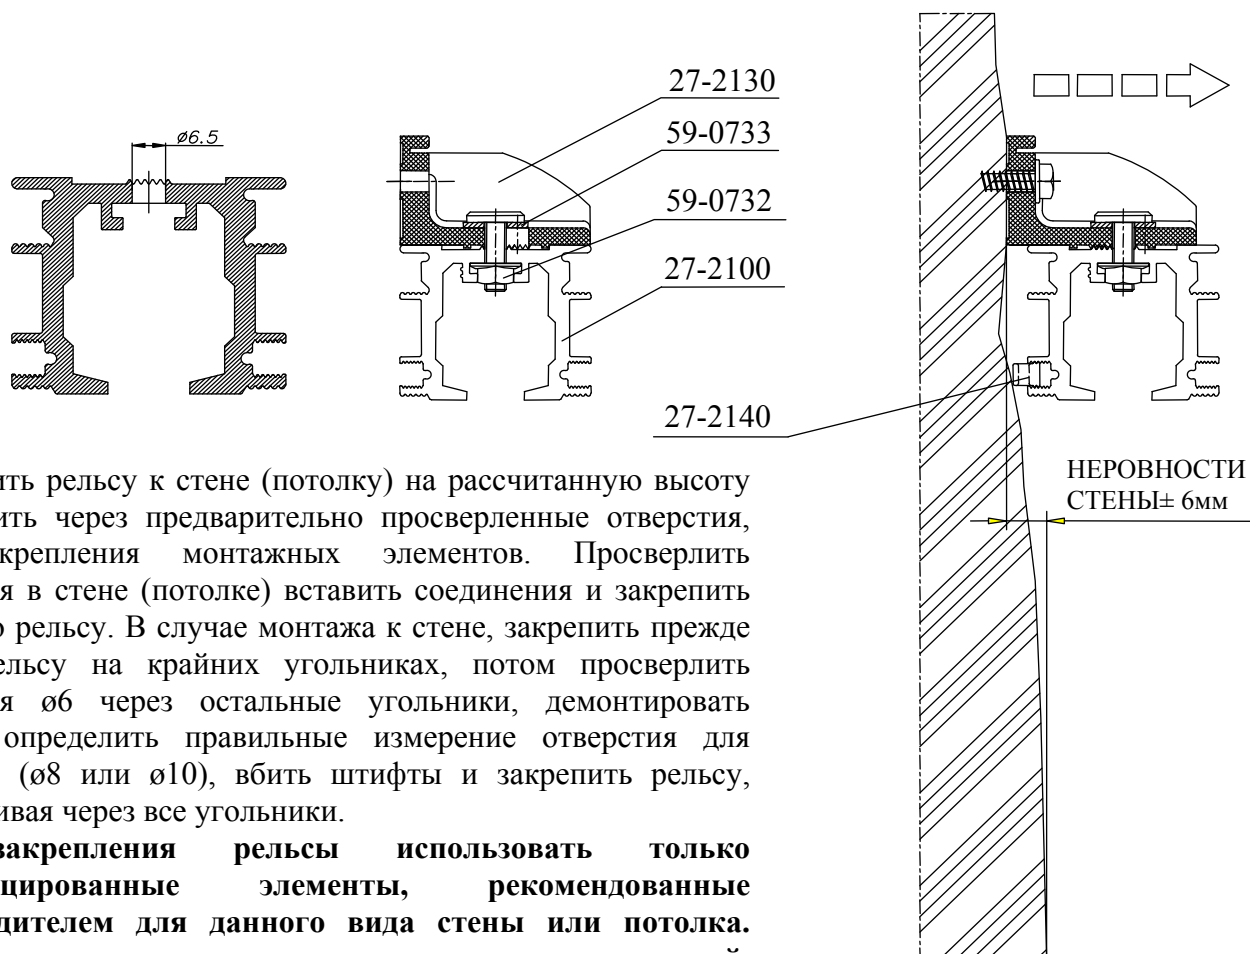 ø6.5
27-2130
59-0733
59-0732
27-2100
27-2140
НЕРОВНОСТИ
СТЕНЫ± 6мм
ить рельсу к стене (потолку) на рассчитанную высоту
ить через предварительно просверленные отверстия,
крепления монтажных элементов. Просверлить
я в стене (потолке) вставить соединения и закрепить
о рельсу. В случае монтажа к стене, закрепить прежде
ельсу на крайних угольниках, потом просверлить
я ø6 через остальные угольники, демонтировать
определить правильные измерение отверстия для
(ø8 или ø10), вбить штифты и закрепить рельсу,
ивая через все угольники.
закрепления рельсы использовать только
цированные элементы, рекомендованные
дителем для данного вида стены или потолка.